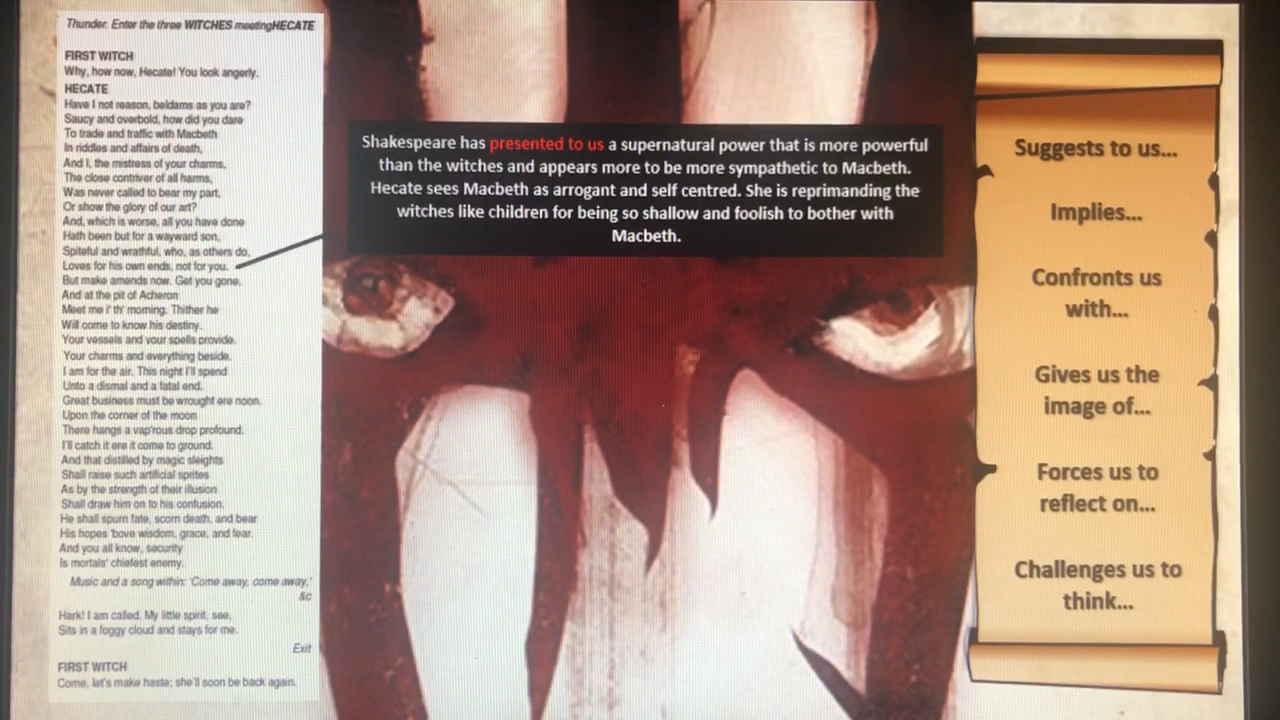 Thunder. Enter the three WITCHES meetingHECATE
FIRST WITCH
Why, how now, Hecate! You look angerly.
HECATE
Have I not reason, beldams as you are?
Saucy and overbold, how did you dare
To trade and traffic with Macbeth
In riddles and affairs of death,
And I, the mistress of your charms,
The close contriver of all harms,
Was never called to bear my part,
Or show the glory of our art?
And, which is worse, all you have done
Hath been but for a wayward son,
Spiteful and wrathful, who, as others do,
Loves for his own ends, not for you.
But make amends now. Get you gone,
And at the pit of Acheron
Meet me i' th' morning. Thither he
Will come to know his destiny.
Your vessels and your spells provide,
Your charms and everything beside.
I am for the air. This night I'll spend
Unto a dismal and a fatal end.
Great business must be wrought ere noon.
Upon the corner of the moon
There hangs a vap'rous drop profound.
I'll catch it ere it come to ground.
And that distilled by magic sleights
Shall raise such artificial sprites
As by the strength of their illusion
Shall draw him on to his confusion.
He shall spurn fate, scorn death, and bear
His hopes 'bove wisdom, grace, and fear.
And you all know, security
Is mortals' chiefest enemy.
Music and a song within: 'Come away, come away,'
&c
Hark! I am called. My little spirit, see,
Sits in a foggy cloud and stays for me.
Exit
FIRST WITCH
Come, let's make haste; she'll soon be back again.
Shakespeare has presented to us a supernatural power that is more powerful
than the witches and appears more to be more sympathetic to Macbeth.
Hecate sees Macbeth as arrogant and self centred. She is reprimanding the
witches like children for being so shallow and foolish to bother with
Macbeth.
Suggests to us...
Implies...
Confronts us
with...
Gives us the
image of...
Forces us to
reflect on...
Challenges us to
think...